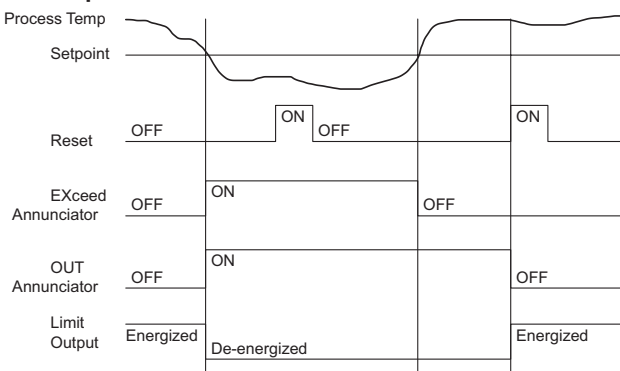 Process Temp
Setpoint
Reset
OFF
ON
OFF
ON
EXceed
Annunciator
OFF
ON
OFF
OUT
Annunciator
OFF
ON
OFF
Limit
Output
Energized
De-energized
Energized